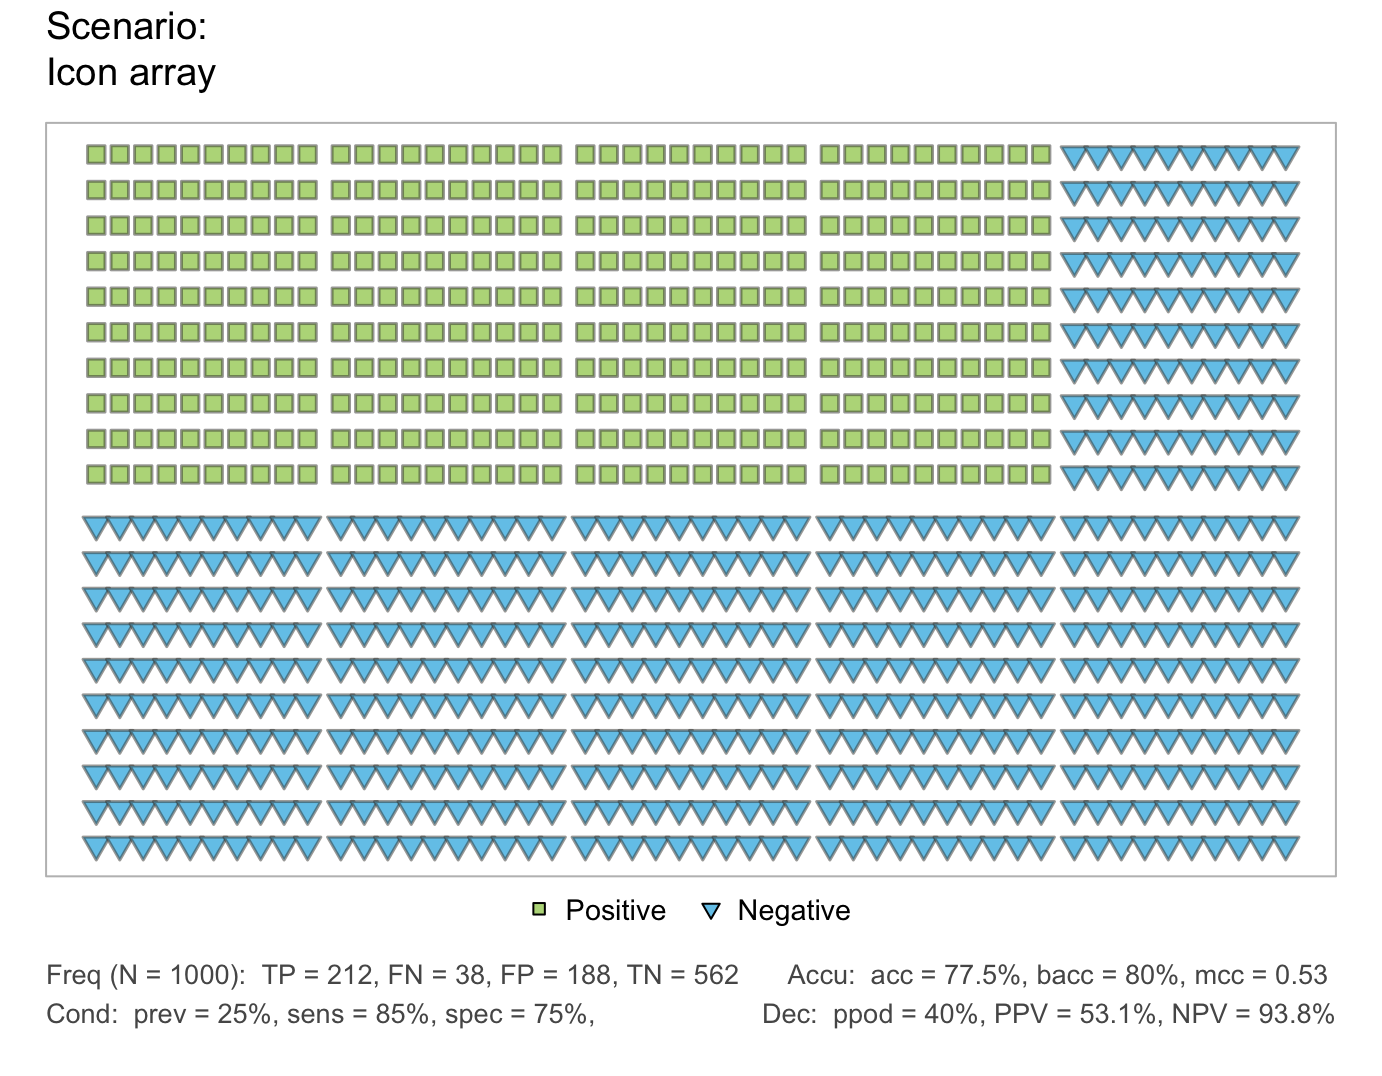 Scenario:
Icon array
Positive Negative
Freq (N = 1000): TP = 212, FN = 38, FP = 188, TN = 562 Accu: acc = 77.5%, bacc = 80%, mcc = 0.53
Cond: prev = 25%, sens = 85%, spec = 75%, Dec: ppod = 40%, PPV = 53.1%, NPV = 93.8%